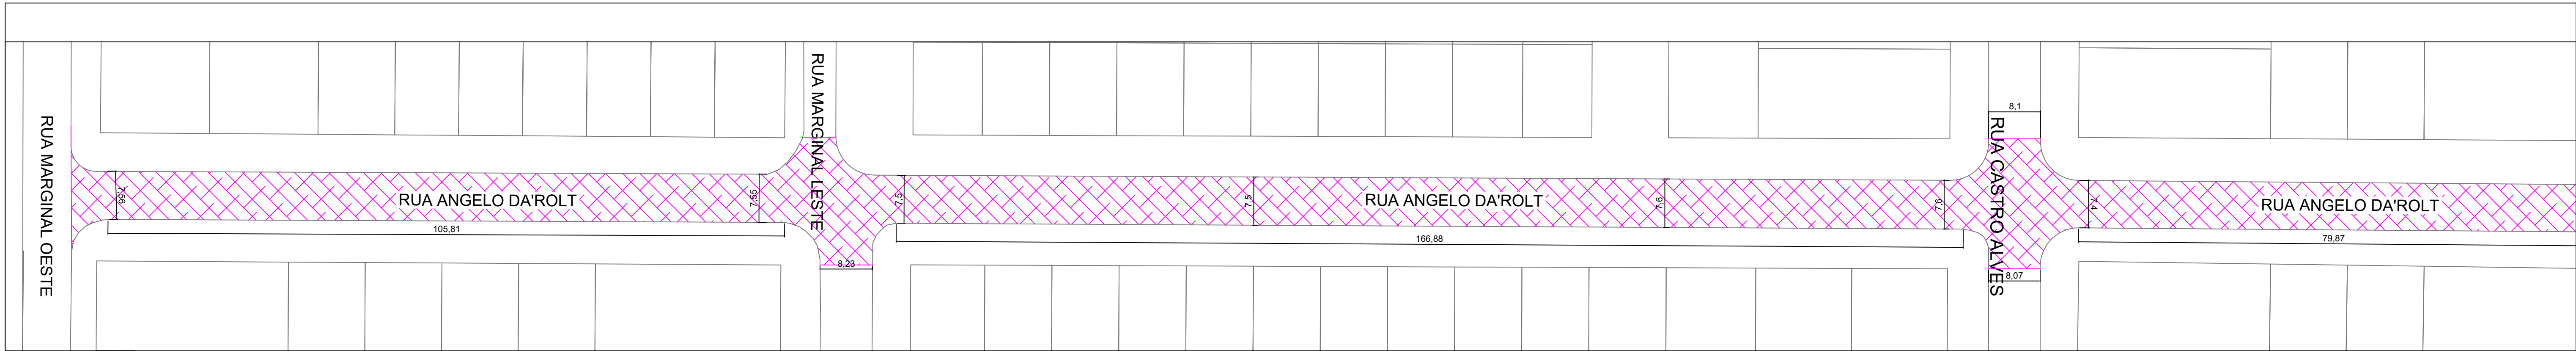 RUA MARGINAL OESTE
7,56
RUA ANGELO DA'ROLT
105,81
7,55
RUA MARGINAL LESTE
8,23
7,5
166,88
7,5
RUA ANGELO DA'ROLT
7,6
7,6
8,1
RUA CASTRO ALVES
8,07
7,4
RUA ANGELO DA'ROLT
79,87